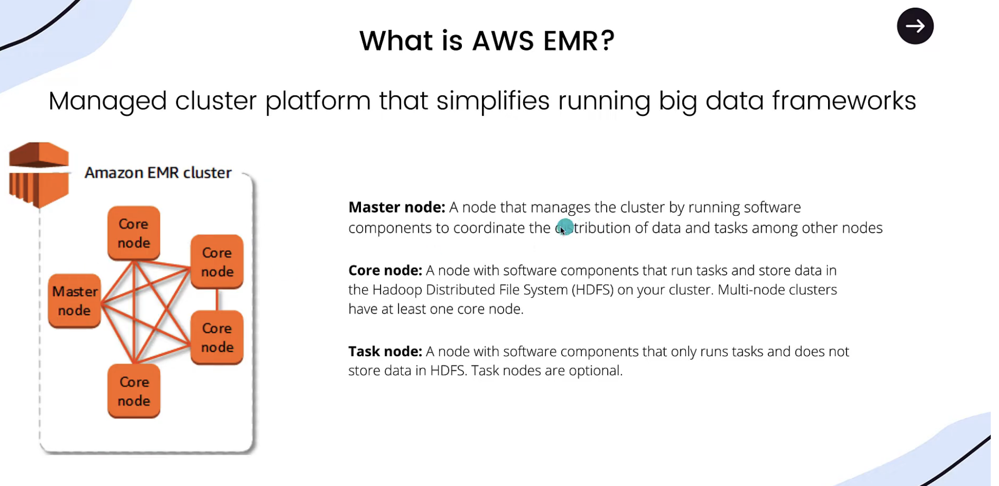 What is AWS EMR?
Managed cluster platform that simplifies running big data frameworks
Amazon EMR cluster
Core
node
Core
node
Master
node
Core
node
Core
node
Master node: A node that manages the cluster by running software
components to coordinate the distribution of data and tasks among other nodes
Core node: A node with software components that run tasks and store data in
the Hadoop Distributed File System (HDFS) on your cluster. Multi-node clusters
have at least one core node.
Task node: A node with software components that only runs tasks and does not
store data in HDFS. Task nodes are optional.